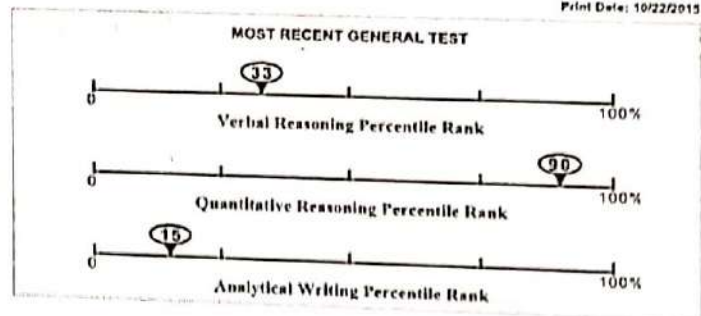 Print Date: 10/22/2015
MOST RECENT GENERAL TEST
33
0 100%
Verbal Reasoning Percentile Rank
90
0 100%
Quantitative Reasoning Percentile Rank
15
0 100%
Analytical Writing Percentile Rank